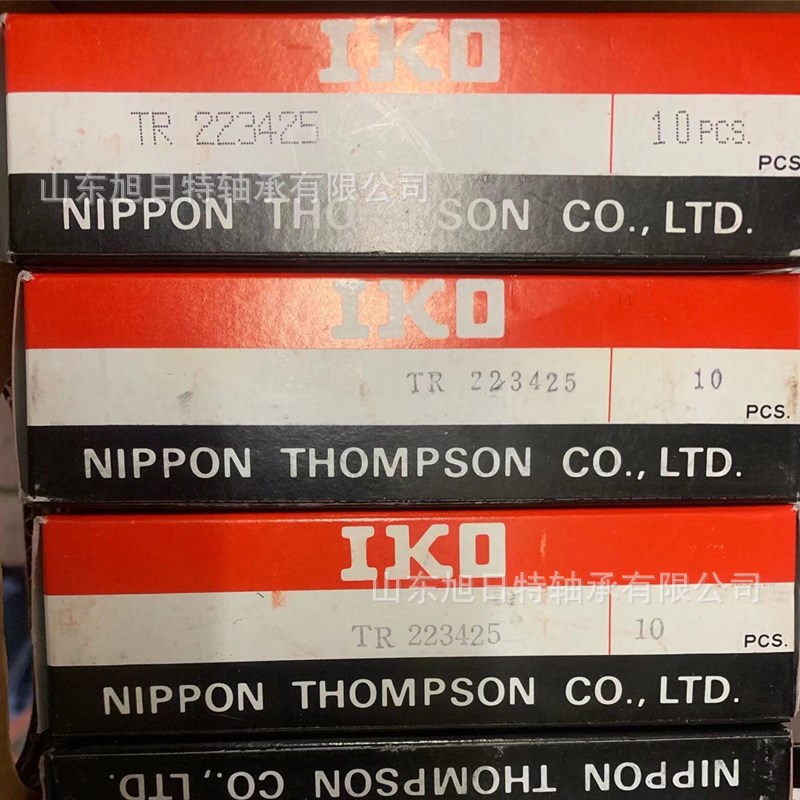 IKO
TR 223425 10PCS.
PCS
山东旭日特轴承有限公司
NIPPON THOMPSON CO., LTD.
IKO
TR 223425 10
PCS.
NIPPON THOMPSON CO., LTD.
IKO
山东旭日特轴承有限公司
TR 223425 10
PCS.
NIPPON THOMPSON CO., LTD.
NIPPON THOMPSON CO., LTD.